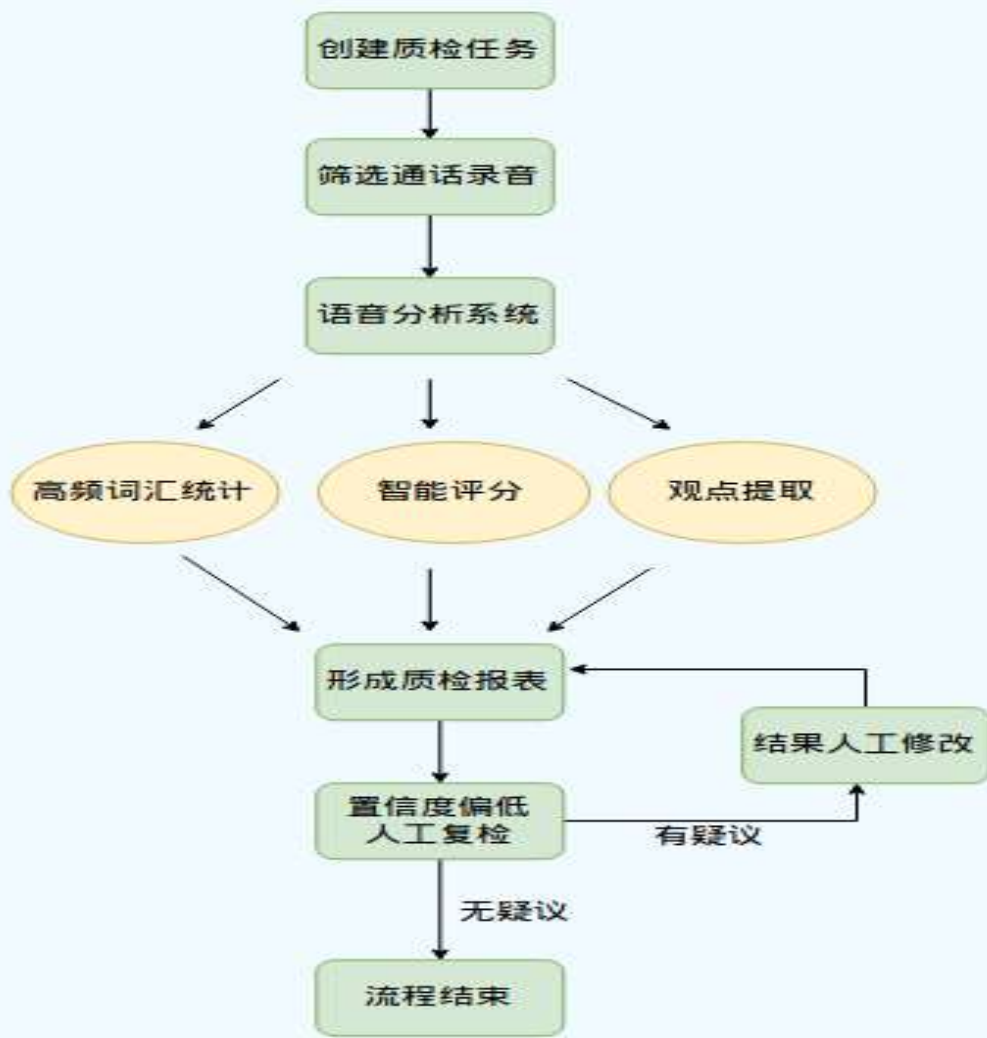 创建质检任务
筛选通话录音
语音分析系统
高频词汇统计
智能评分
观点提取
形成质检报表
结果人工修改
置信度偏低
人工复检
有疑议
无疑议
流程结束